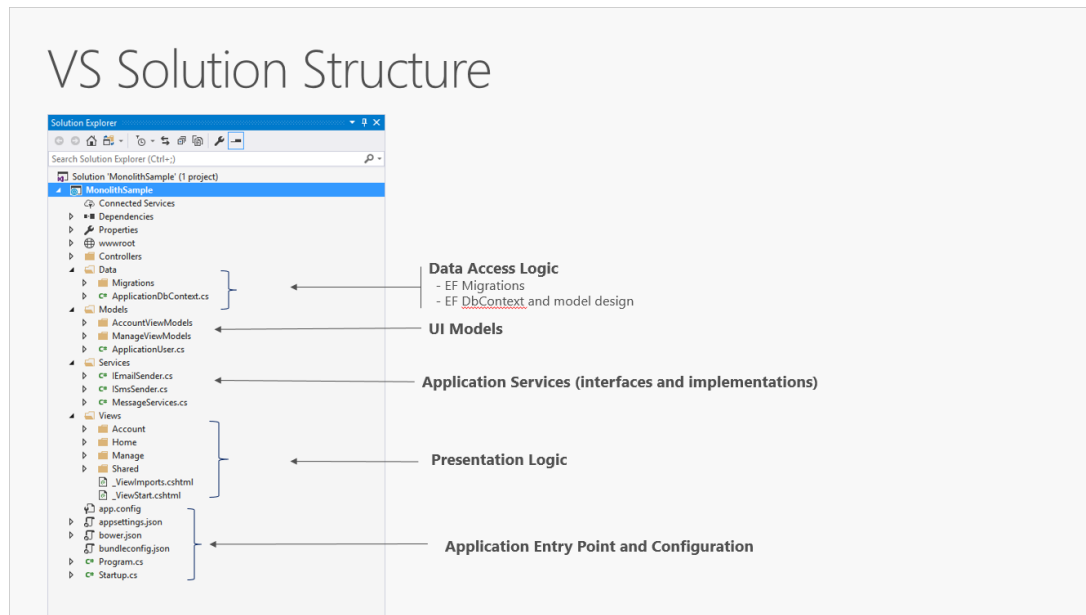 VS Solution Structure
Solution Explorer
Search Solution Explorer (Ctrl+;)
Solution 'MonolithSample' (1 project)
MonolithSample
Connected Services
Dependencies
Properties
wwwroot
Controllers
Data
Migrations
ApplicationDbContext.cs
Models
AccountViewModels
ManageViewModels
ApplicationUser.cs
Services
IEmailSender.cs
ISmsSender.cs
MessageServices.cs
Views
Account
Home
Manage
Shared
_ViewImports.cshtml
_ViewStart.cshtml
app.config
appsettings.json
bower.json
bundleconfig.json
C# Program.cs
C# Startup.cs
Data Access Logic
- EF Migrations
- EF DbContext and model design
UI Models
Application Services (interfaces and implementations)
Presentation Logic
Application Entry Point and Configuration